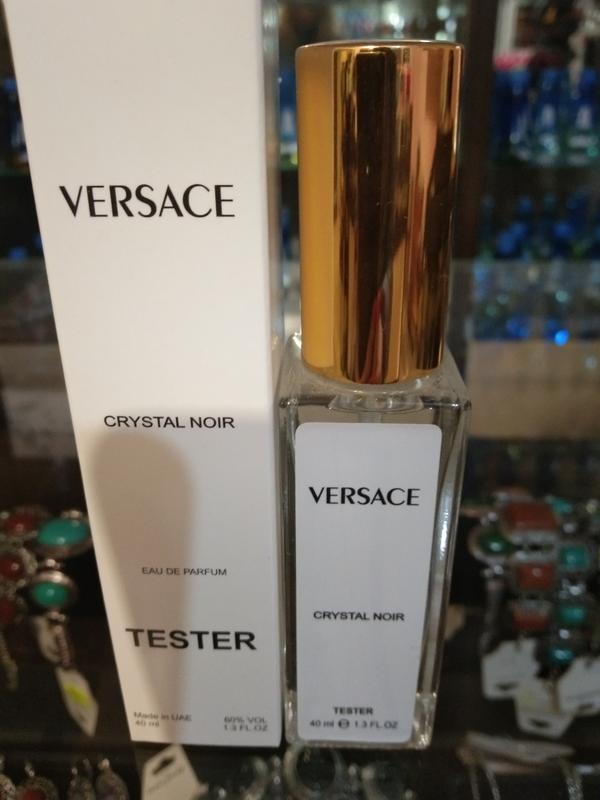 VERSACE
CRYSTAL NOIR
EAU DE PARFUM
TESTER
Made in UAE
40 ml
60% VOL
1.3 FL.OZ
VERSACE
CRYSTAL NOIR
TESTER
40 ml ℮ 1.3 FL.OZ